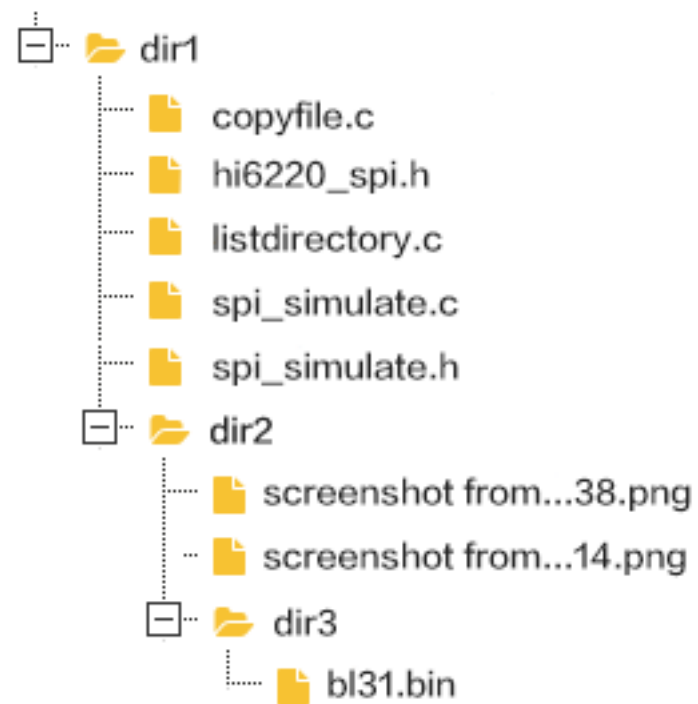 dir1
copyfile.c
hi6220_spi.h
listdirectory.c
spi_simulate.c
spi_simulate.h
dir2
screenshot from...38.png
screenshot from...14.png
dir3
bl31.bin